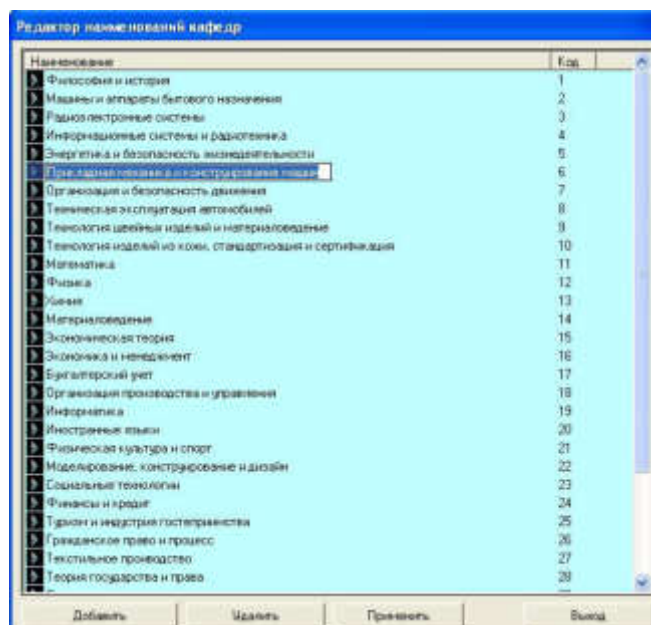 Редактор наименований кафедр
Наименование Код
Философия и история 1
Машины и аппараты бытового назначения 2
Радиоэлектронные системы 3
Информационные системы и радиотехника 4
Энергетика и безопасность жизнедеятельности 5
Прикладная механика и конструирование машин 6
Организация и безопасность движения 7
Техническая эксплуатация автомобилей 8
Технология швейных изделий и материаловедение 9
Технология изделий из кожи, стандартизация и сертификация 10
Математика 11
Физика 12
Химия 13
Материаловедение 14
Экономическая теория 15
Экономика и менеджмент 16
Бухгалтерский учет 17
Организация производства и управления 18
Информатика 19
Иностранные языки 20
Физическая культура и спорт 21
Моделирование, конструирование и дизайн 22
Социальные технологии 23
Финансы и кредит 24
Туризм и индустрия гостеприимства 25
Гражданское право и процесс 26
Текстильное производство 27
Теория государства и права 28
Добавить Удалить Применить Выход